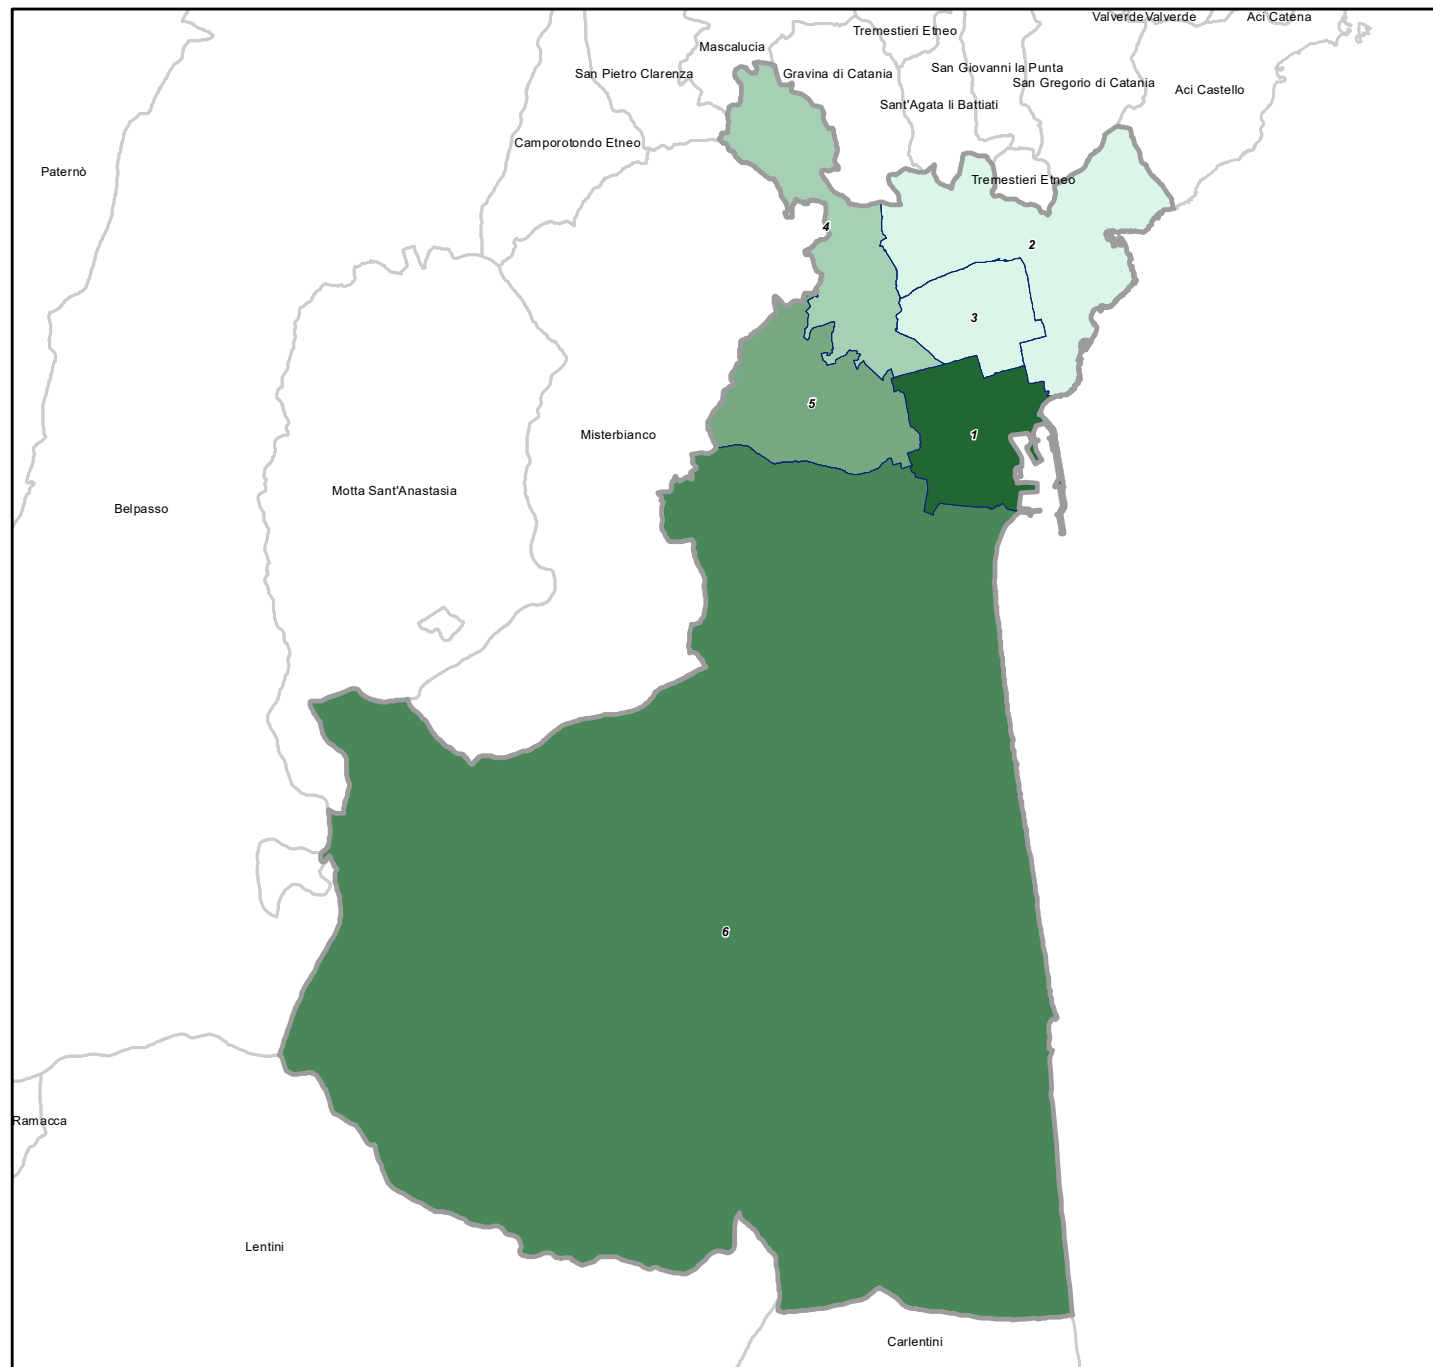 ValverdeValverde
Aci Catena
Tremestieri Etneo
Mascalucia
San Pietro Clarenza
Gravina di Catania
San Giovanni la Punta
San Gregorio di Catania
Aci Castello
Sant'Agata li Battiati
Camporotondo Etneo
Paternò
Tremestieri Etneo
4
2
3
5
1
Misterbianco
Motta Sant'Anastasia
Belpasso
6
Ramacca
Lentini
Carlentini